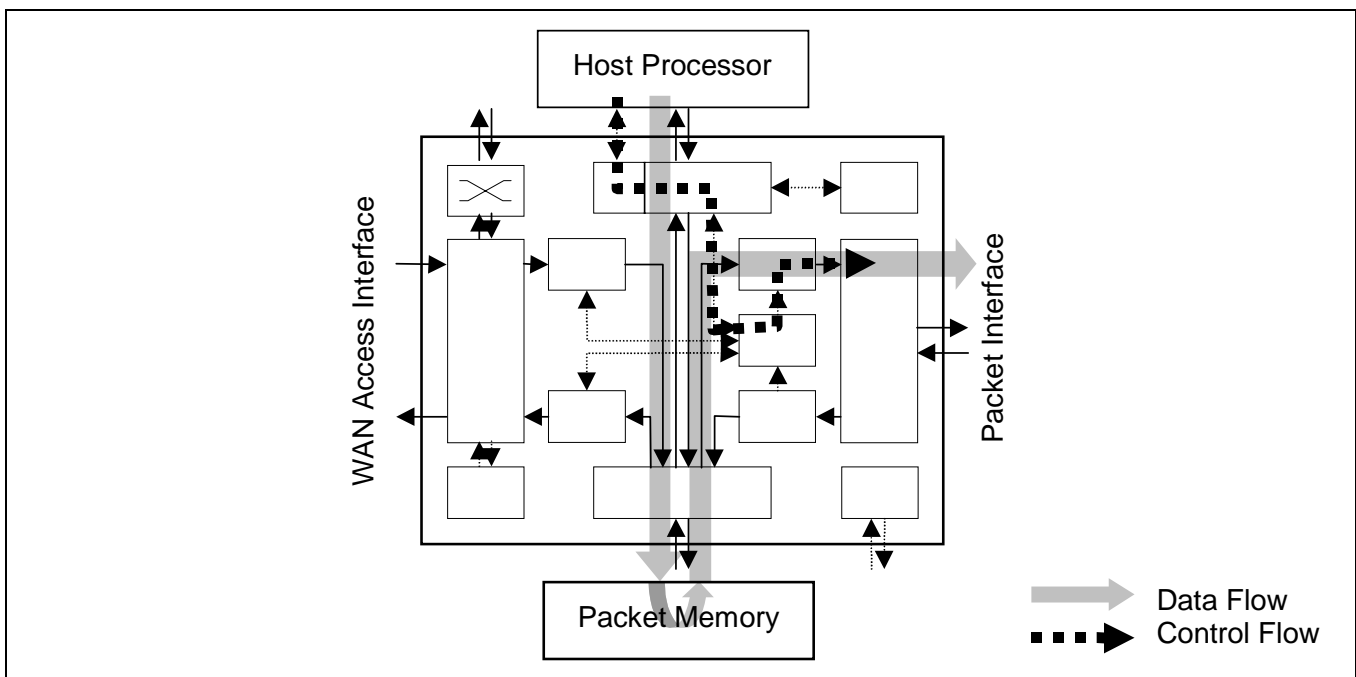 Host Processor
WAN Access Interface
Packet Interface
Packet Memory
Data Flow
Control Flow